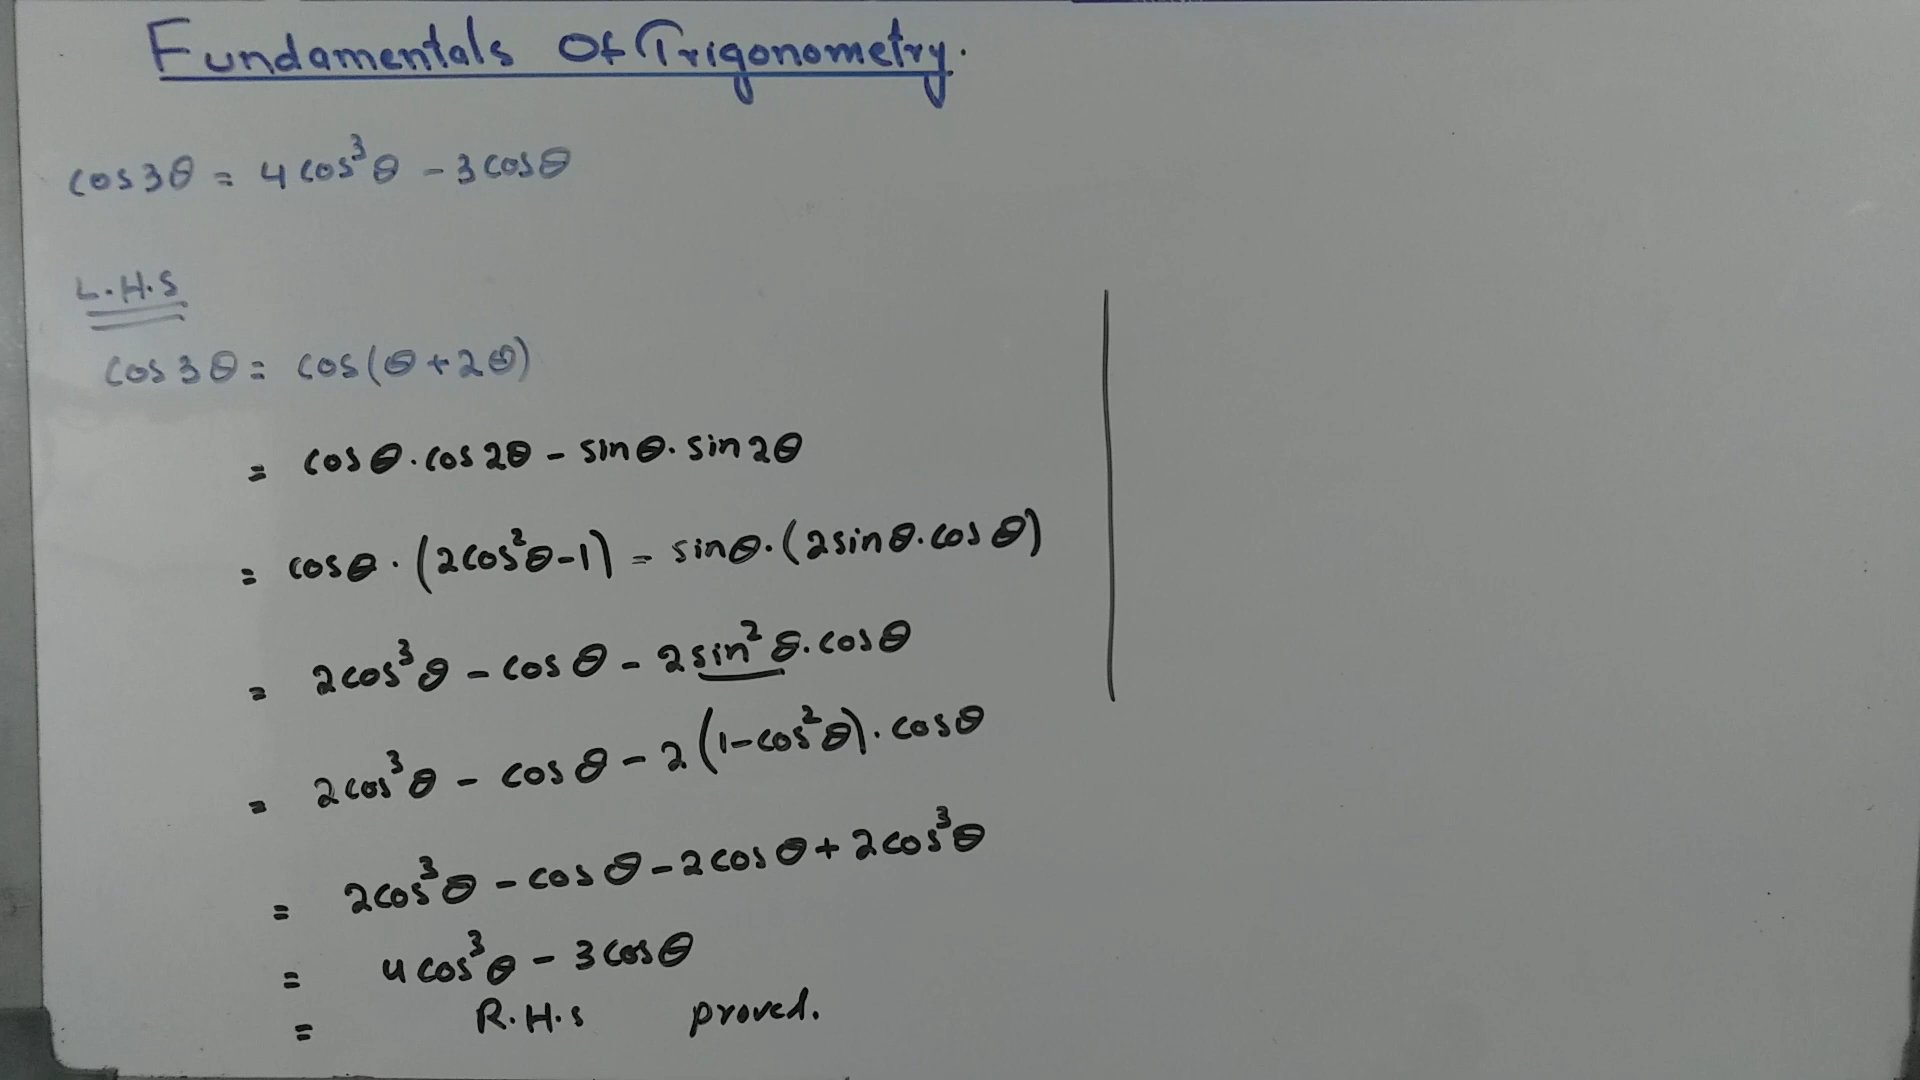 Fundamentals Of Trigonometry.
cos3θ = 4cos³θ - 3cosθ
L.H.S
cos3θ = cos(θ+2θ)
= cosθ.cos2θ - sinθ.sin2θ
= cosθ.(2cos²θ-1) - sinθ.(2sinθ.cosθ)
= 2cos³θ - cosθ - 2sin²θ.cosθ
= 2cos³θ - cosθ - 2(1-cos²θ).cosθ
= 2cos³θ - cosθ - 2cosθ + 2cos³θ
= 4cos³θ - 3cosθ
= R.H.S proved.